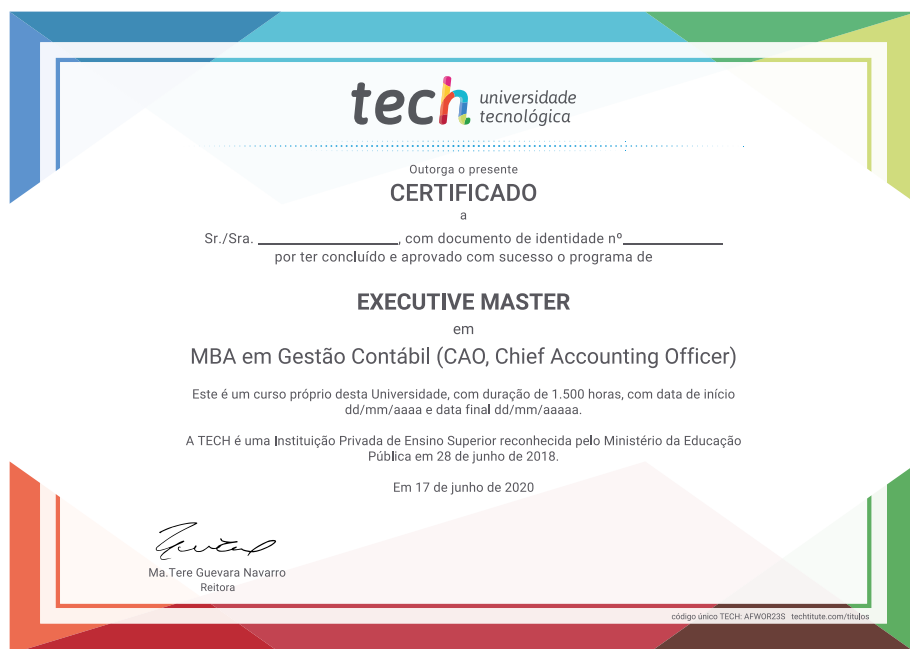 tech universidade
tecnológica
Outorga o presente
CERTIFICADO
a
Sr./Sra. ____________, com documento de identidade nº____________
por ter concluído e aprovado com sucesso o programa de
EXECUTIVE MASTER
em
MBA em Gestão Contábil (CAO, Chief Accounting Officer)
Este é um curso próprio desta Universidade, com duração de 1.500 horas, com data de início
dd/mm/aaaa e data final dd/mm/aaaaa.
A TECH é uma Instituição Privada de Ensino Superior reconhecida pelo Ministério da Educação
Pública em 28 de junho de 2018.
Em 17 de junho de 2020
Ma.Tere Guevara Navarro
Reitora
código único TECH: AFWOR23S techtitute.com/titulos